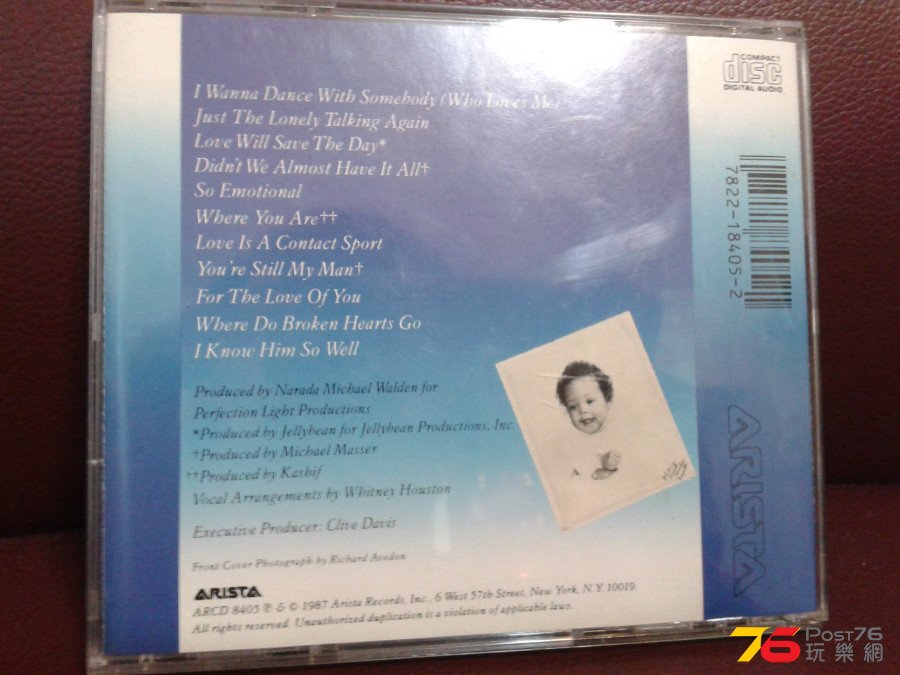 I Wanna Dance With Somebody (Who Loves Me)
Just The Lonely Talking Again
Love Will Save The Day*
Didn't We Almost Have It All†
So Emotional
Where You Are††
Love Is A Contact Sport
You're Still My Man†
For The Love Of You
Where Do Broken Hearts Go
I Know Him So Well
Produced by Narada Michael Walden for
Perfection Light Productions
*Produced by Jellybean for Jellybean Productions, Inc.
†Produced by Michael Masser
††Produced by Kashif
Vocal Arrangements by Whitney Houston
Executive Producer: Clive Davis
Front Cover Photograph by Richard Avedon
ARISTA
ARCD 8405 ℗ & © 1987 Arista Records, Inc., 6 West 57th Street, New York, N.Y. 10019.
All rights reserved. Unauthorized duplication is a violation of applicable laws.
COMPACT
disc
DIGITAL AUDIO
7822-18405-2
ARISTA
76 Post76
玩樂網